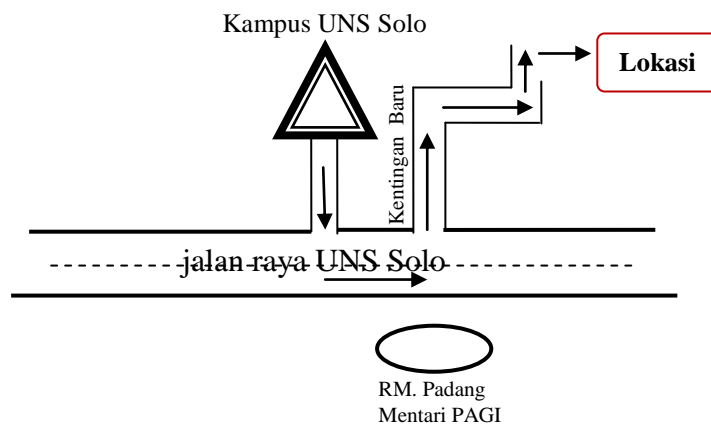 Kampus UNS Solo
Lokasi
Kentingan Baru
jalan raya UNS Solo
RM. Padang
Mentari PAGI